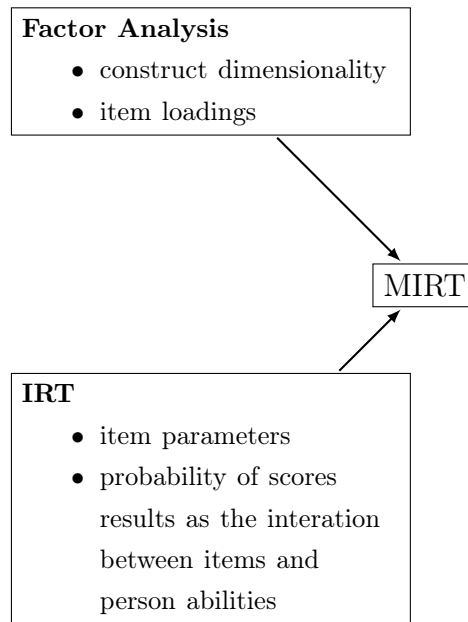 Factor Analysis
• construct dimensionality
• item loadings
MIRT
IRT
• item parameters
• probability of scores
results as the interation
between items and
person abilities